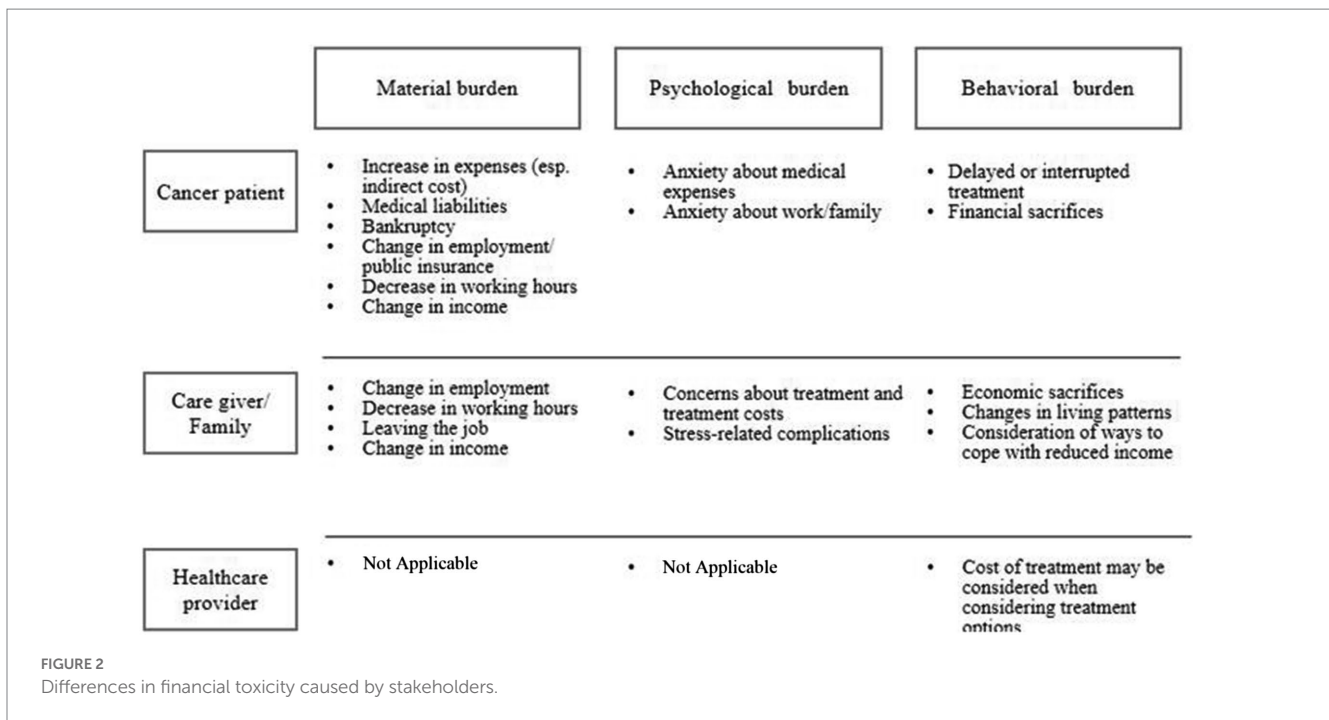 Material burden
Psychological burden
Behavioral burden
Cancer patient
• Increase in expenses (esp.
indirect cost)
• Medical liabilities
• Bankruptcy
• Change in employment/
public insurance
• Decrease in working hours
• Change in income
• Anxiety about medical
expenses
• Anxiety about work/family
• Delayed or interrupted
treatment
• Financial sacrifices
Care giver/
Family
• Change in employment
• Decrease in working hours
• Leaving the job
• Change in income
• Concerns about treatment and
treatment costs
• Stress-related complications
• Economic sacrifices
• Changes in living patterns
• Consideration of ways to
cope with reduced income
Healthcare
provider
• Not Applicable
• Not Applicable
• Cost of treatment may be
considered when
considering treatment
options
FIGURE 2
Differences in financial toxicity caused by stakeholders.